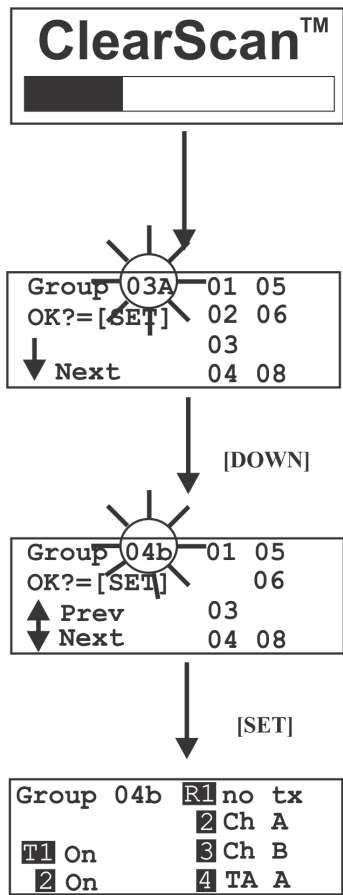 ClearScan™
Group 03A 01 05
OK?=[SET] 02 06
03
Next 04 08
[DOWN]
Group 04b 01 05
OK?=[SET] 06
Prev 03
Next 04 08
[SET]
Group 04b R1 no tx
2 Ch A
T1 On 3 Ch B
2 On 4 TA A